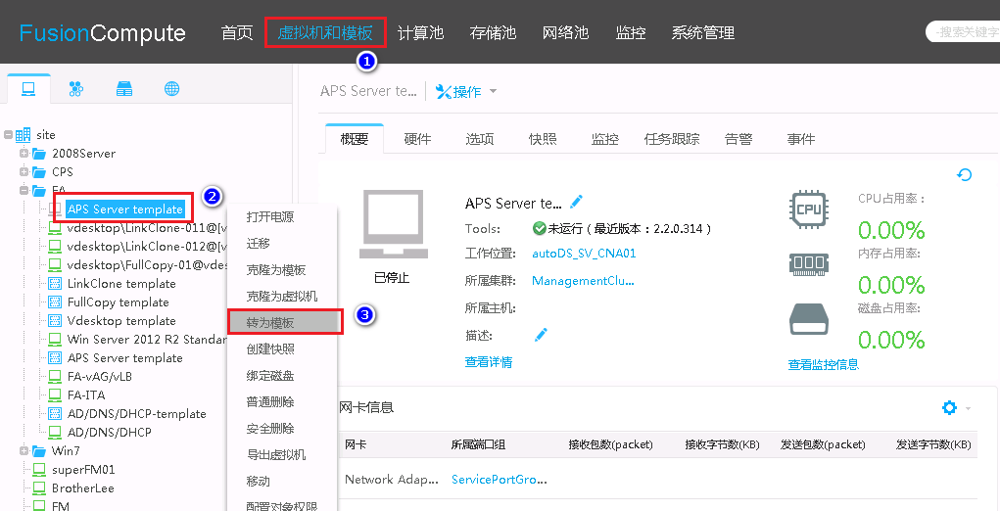 FusionCompute 首页 虚拟机和模板 计算池 存储池 网络池 监控 系统管理 -搜索关键字
1
APS Server te... 操作
概要 硬件 选项 快照 监控 任务跟踪 告警 事件
site
2008Server
CPS
FA
APS Server template
2
vdesktop\LinkClone-011@[v
vdesktop\LinkClone-012@[v
vdesktop\FullCopy-01@vdes
LinkClone template
FullCopy template
Vdesktop template
Win Server 2012 R2 Standar
APS Server template
FA-vAG/vLB
FA-ITA
AD/DNS/DHCP-template
AD/DNS/DHCP
Win7
superFM01
BrotherLee
FM
打开电源
迁移
克隆为模板
克隆为虚拟机
转为模板
3
创建快照
绑定磁盘
普通删除
安全删除
导出虚拟机
移动
配置对象权限
已停止
APS Server te...
Tools: 未运行（最近版本：2.2.0.314 ）
工作位置: autoDS_SV_CNA01
所属集群: ManagementClu...
所属主机:
描述:
查看详情
CPU
CPU占用率：
0.00%
内存占用率:
0.00%
磁盘占用率:
0.00%
查看监控信息
网卡信息
网卡 所属端口组 接收包数(packet) 接收字节数(KB) 发送包数(packet) 发送字节数(KB)
Network Adap... ServicePortGro...